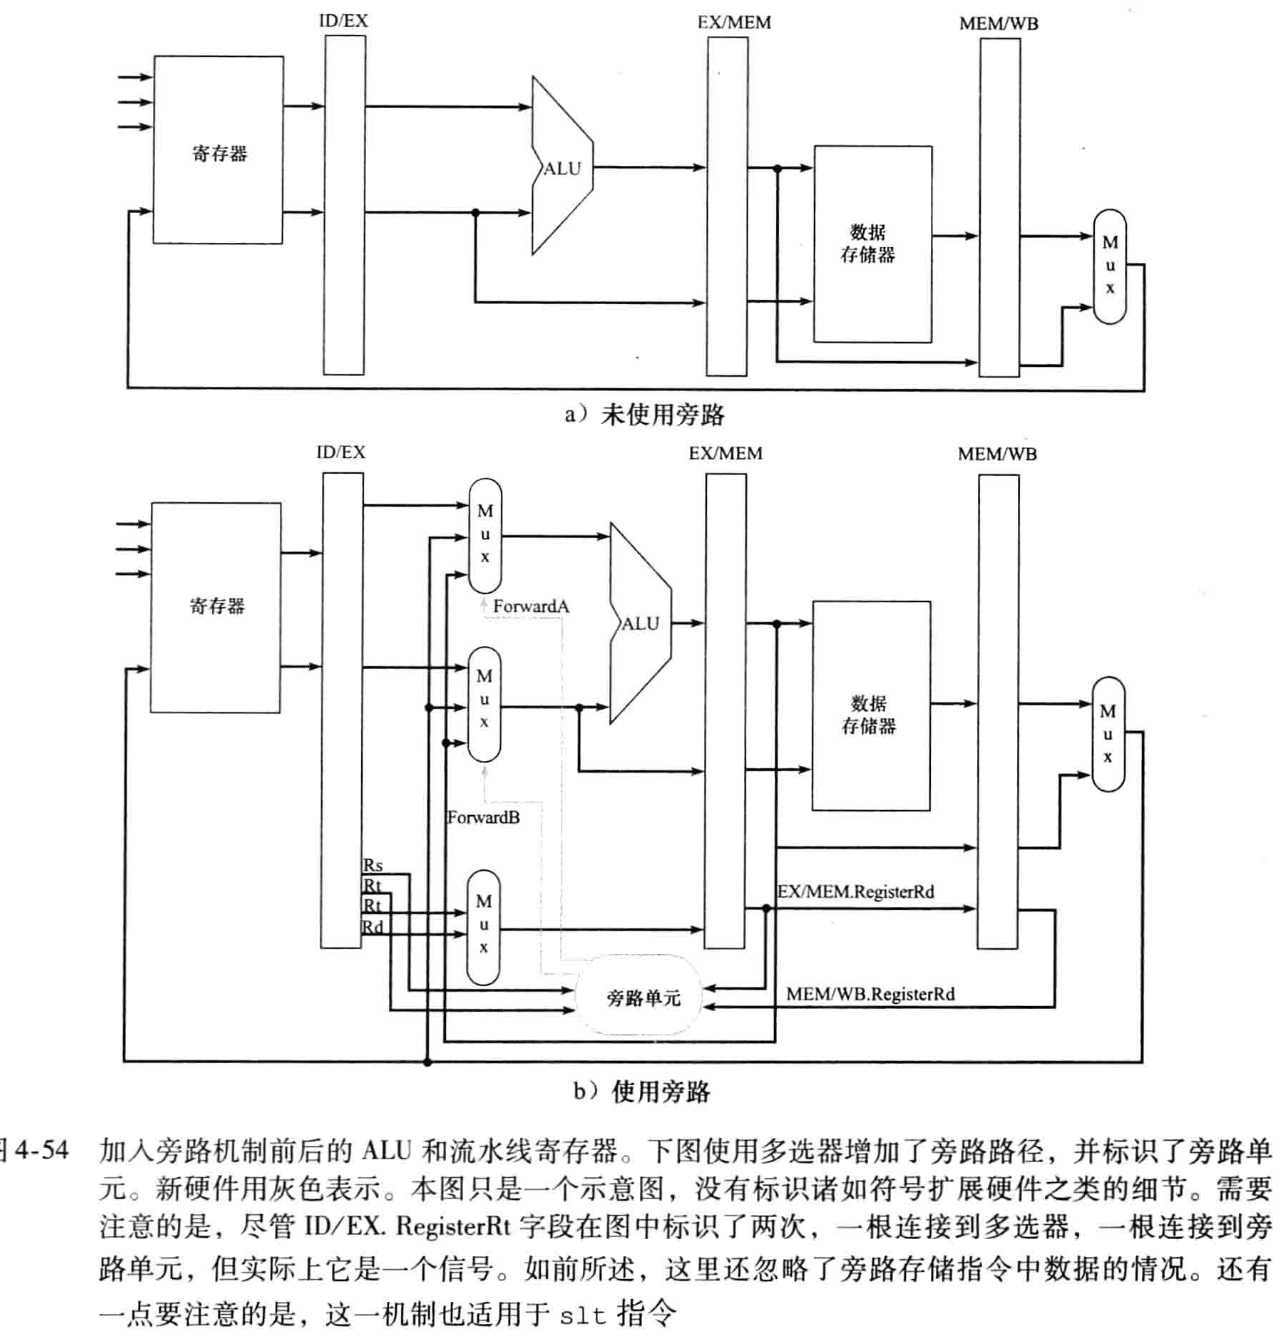 ID/EX
EX/MEM
MEM/WB
寄存器
ALU
数据
存储器
M
u
x
a）未使用旁路
ID/EX
EX/MEM
MEM/WB
M
u
x
寄存器
ForwardA
ALU
M
u
x
数据
存储器
M
u
x
ForwardB
Rs
Rt
Rt
Rd
M
u
x
EX/MEM.RegisterRd
旁路单元
MEM/WB.RegisterRd
b）使用旁路
图4-54 加入旁路机制前后的 ALU 和流水线寄存器。下图使用多选器增加了旁路路径，并标识了旁路单
元。新硬件用灰色表示。本图只是一个示意图，没有标识诸如符号扩展硬件之类的细节。需要
注意的是，尽管 ID/EX. RegisterRt 字段在图中标识了两次，一根连接到多选器，一根连接到旁
路单元，但实际上它是一个信号。如前所述，这里还忽略了旁路存储指令中数据的情况。还有
一点要注意的是，这一机制也适用于 slt 指令